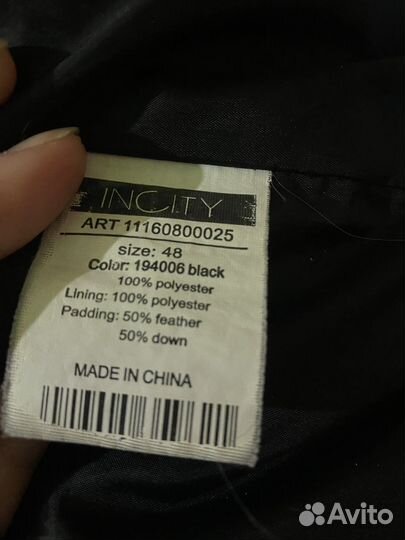 INCITY
ART 11160800025
size: 48
Color: 194006 black
100% polyester
Lining: 100% polyester
Padding: 50% feather
50% down
MADE IN CHINA
Avito